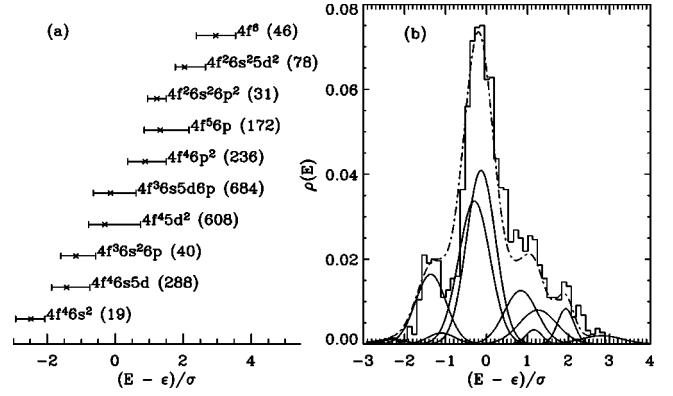 (a)
4f⁶ (46)
4f²6s²5d² (78)
4f²6s²6p² (31)
4f⁵6p (172)
4f⁴6p² (236)
4f³6s5d6p (684)
4f⁴5d² (608)
4f³6s²6p (40)
4f⁴6s5d (288)
4f⁴6s² (19)
−2 0 2 4
(E − ϵ)/σ
(b)
0.08
0.06
0.04
0.02
0.00
ρ(E)
−3 −2 −1 0 1 2 3 4
(E − ϵ)/σ